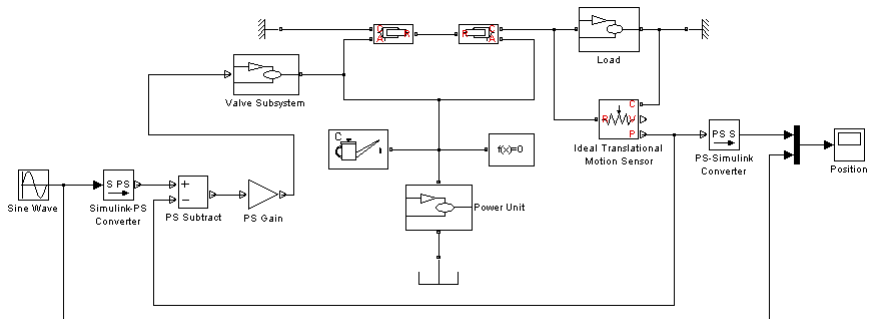 C
A
R
R
C
A
Load
Valve Subsystem
C
R
V
P
Ideal Translational
Motion Sensor
PS S
PS-Simulink
Converter
Position
C
f(x)=0
Sine Wave
S PS
Simulink-PS
Converter
+
−
PS Subtract
PS Gain
Power Unit